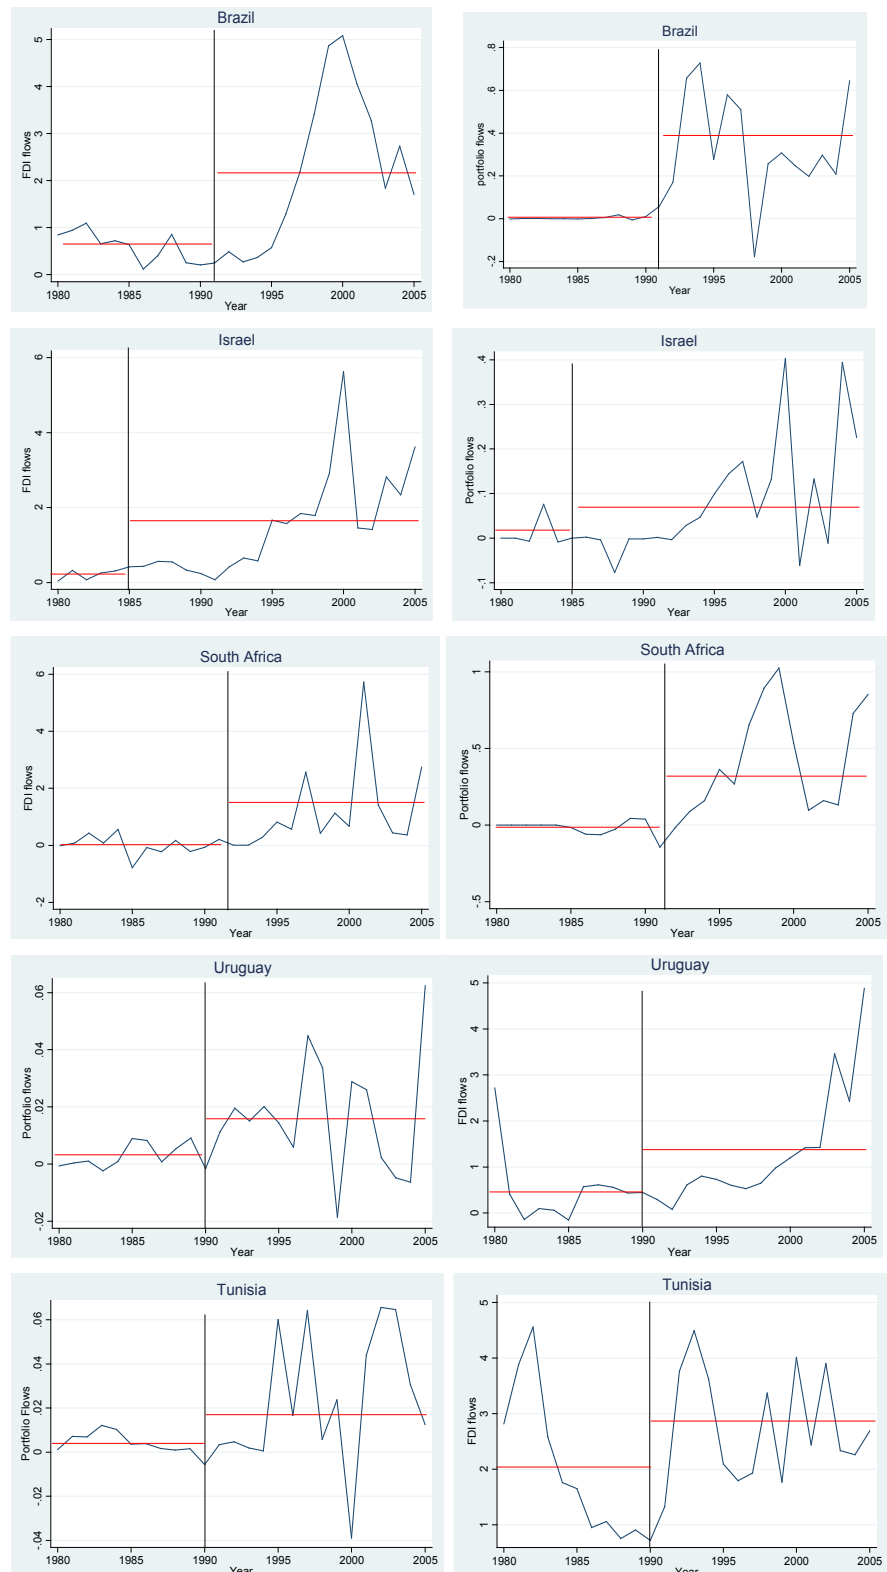 Brazil
FDI flows
5
4
3
2
1
0
1980 1985 1990 1995 2000 2005
Year
Brazil
portfolio flows
.8
.6
.4
.2
0
-.2
1980 1985 1990 1995 2000 2005
Year
Israel
FDI flows
6
4
2
0
1980 1985 1990 1995 2000 2005
Year
Israel
Portfolio flows
.4
.3
.2
.1
0
-.1
1980 1985 1990 1995 2000 2005
Year
South Africa
FDI flows
6
4
2
0
-2
1980 1985 1990 1995 2000 2005
Year
South Africa
Portfolio flows
1
.5
0
-.5
1980 1985 1990 1995 2000 2005
Year
Uruguay
Portfolio flows
.06
.04
.02
0
-.02
1980 1985 1990 1995 2000 2005
Year
Uruguay
FDI flows
5
4
3
2
1
0
1980 1985 1990 1995 2000 2005
Year
Tunisia
Portfolio Flows
.06
.04
.02
0
-.02
-.04
1980 1985 1990 1995 2000 2005
Year
Tunisia
FDI flows
5
4
3
2
1
1980 1985 1990 1995 2000 2005
Year